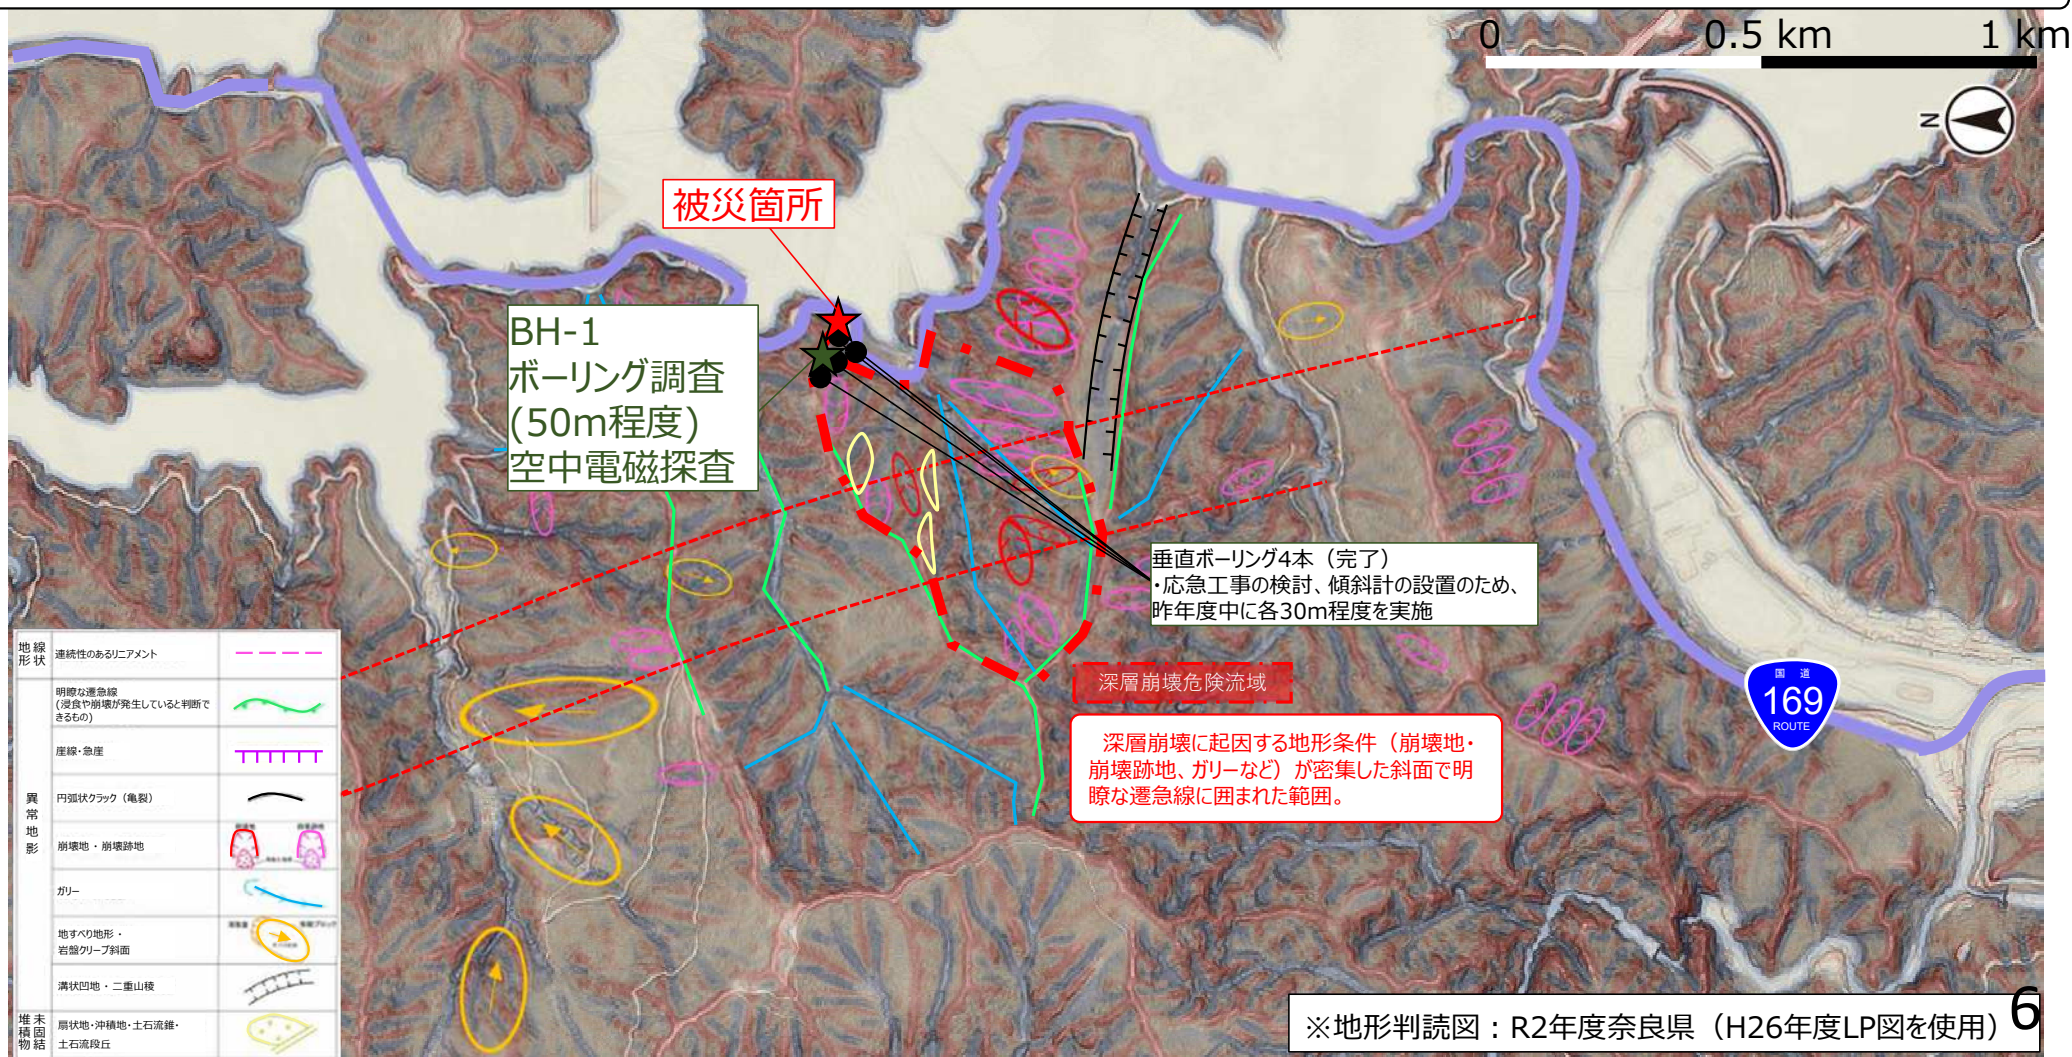 0 0.5 km 1 km
N
被災箇所
BH-1
ボーリング調査
(50m程度)
空中電磁探査
垂直ボーリング4本（完了）
・応急工事の検討、傾斜計の設置のため、
昨年度中に各30m程度を実施
深層崩壊危険流域
深層崩壊に起因する地形条件（崩壊地・
崩壊跡地、ガリーなど）が密集した斜面で明
瞭な遷急線に囲まれた範囲。
国道
169
ROUTE
線状地形
連続性のあるリニアメント
異常地影
明瞭な遷急線
(浸食や崩壊が発生していると判断で
きるもの)
崖線・急崖
円弧状クラック（亀裂）
崩壊地・崩壊跡地
ガリー
地すべり地形・
岩盤クリープ斜面
溝状凹地・二重山稜
未固結堆積物
扇状地・沖積地・土石流錐・
土石流段丘
※地形判読図：R2年度奈良県（H26年度LP図を使用）
6